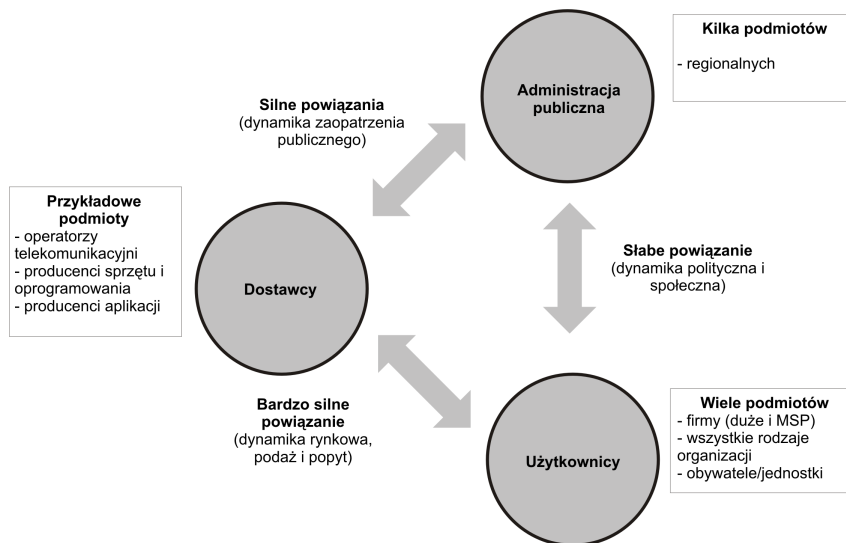 Kilka podmiotów
- regionalnych
Administracja
publiczna
Silne powiązania
(dynamika zaopatrzenia
publicznego)
Przykładowe
podmioty
- operatorzy
telekomunikacyjni
- producenci sprzętu i
oprogramowania
- producenci aplikacji
Dostawcy
Słabe powiązanie
(dynamika polityczna i
społeczna)
Bardzo silne
powiązanie
(dynamika rynkowa,
podaż i popyt)
Użytkownicy
Wiele podmiotów
- firmy (duże i MSP)
- wszystkie rodzaje
organizacji
- obywatele/jednostki